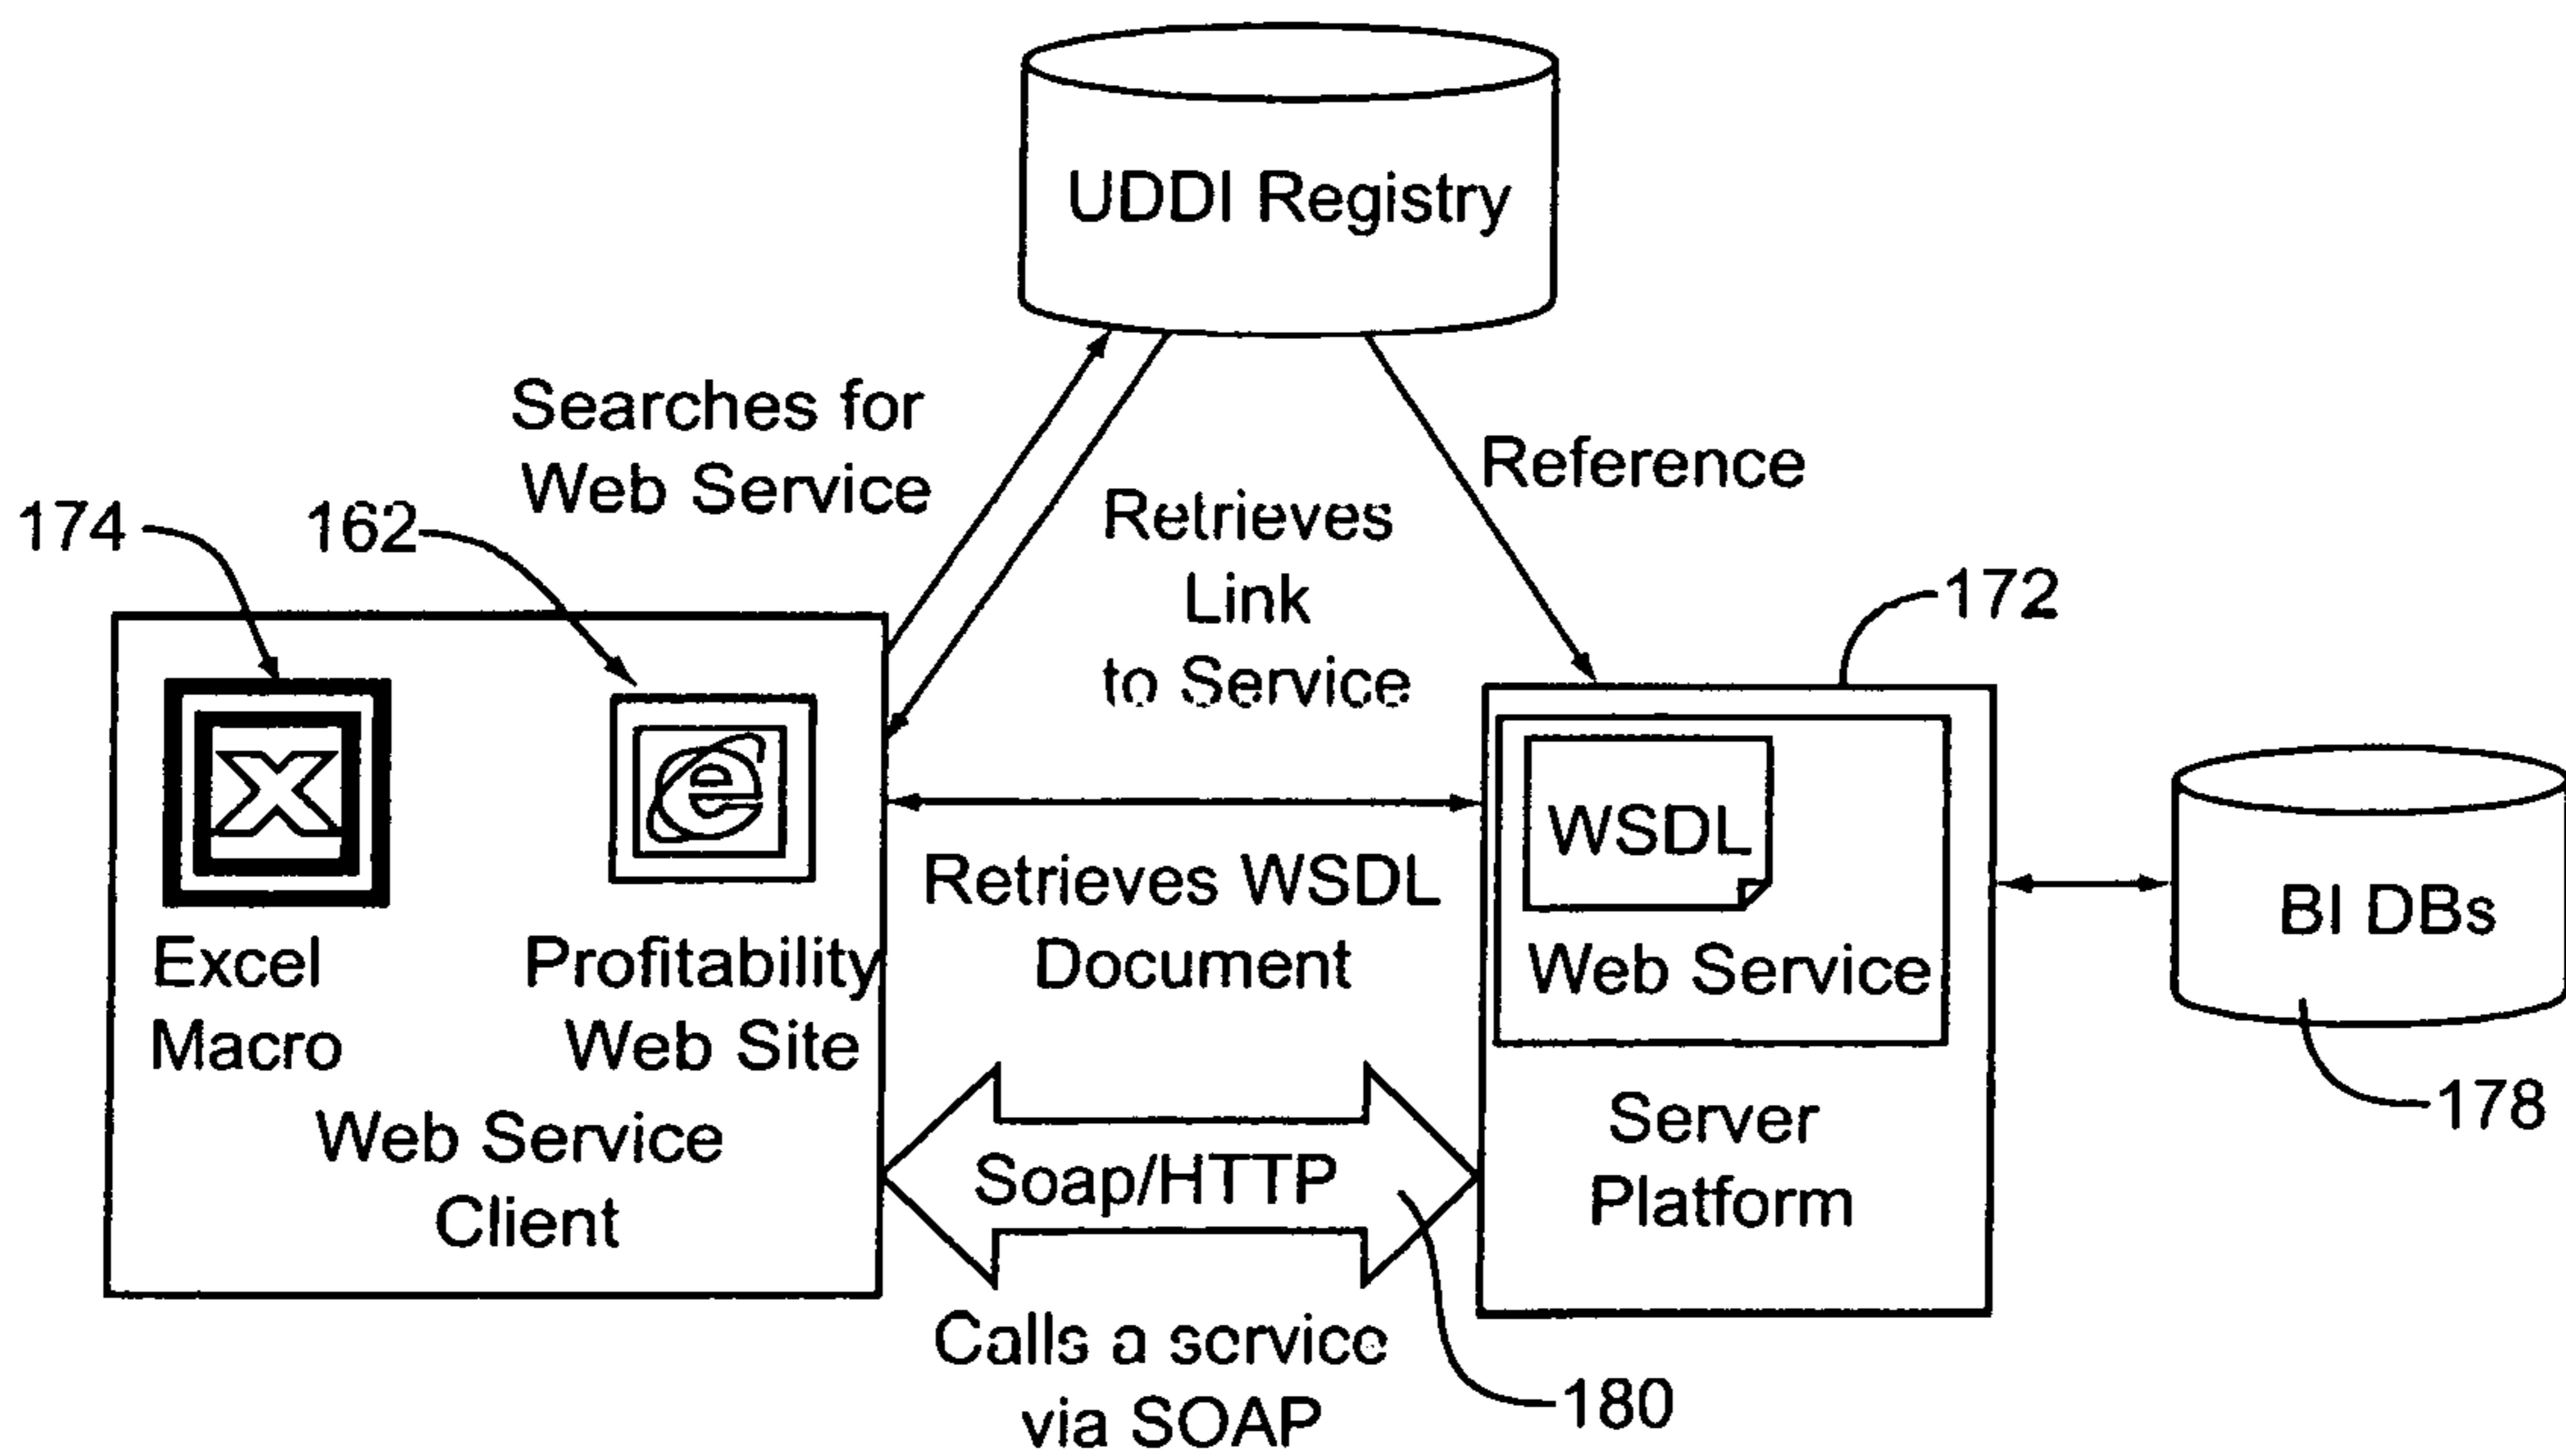 UDDI Registry
Searches for
Web Service
Reference
Retrieves
Link
to Service
174
162
172
X
e
WSDL
Web Service
Excel
Macro
Profitability
Web Site
Web Service
Client
Retrieves WSDL
Document
BI DBs
178
Server
Platform
Soap/HTTP
Calls a service
via SOAP
180